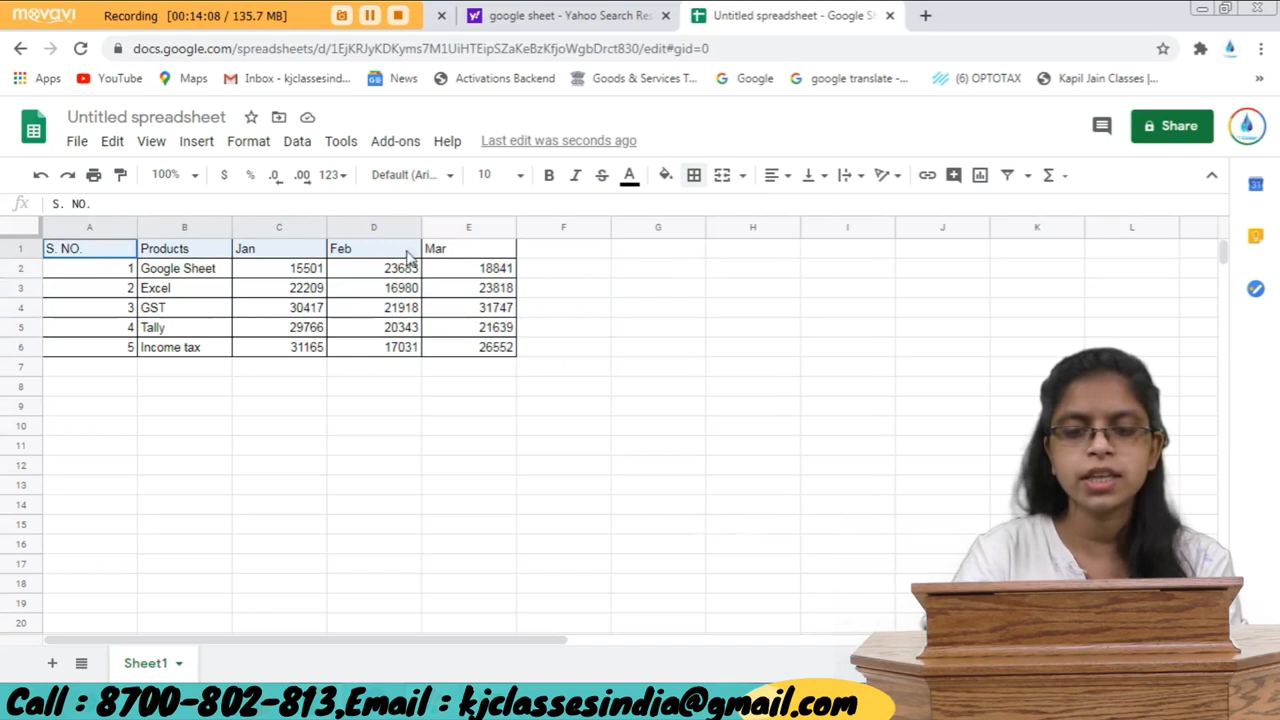 movavi Recording (00:14:08 / 135.7 MB)
google sheet - Yahoo Search Res
Untitled spreadsheet - Google S
docs.google.com/spreadsheets/d/1EjKRJyKDKyms7M1UiHTEipSZaKeBzKfjoWgbDrct830/edit#gid=0
Apps YouTube Maps Inbox - kjclassesind... News Activations Backend Goods & Services T... Google google translate -... (6) OPTOTAX Kapil Jain Classes |... »
Untitled spreadsheet
Share
File Edit View Insert Format Data Tools Add-ons Help Last edit was seconds ago
100% $ % .0 .00 123 Default (Ari... 10 B I S A Σ
fx S. NO.
A B C D E F G H I J K L
1 S. NO. Products Jan Feb Mar
2 1 Google Sheet 15501 23683 18841
3 2 Excel 22209 16980 23818
4 3 GST 30417 21918 31747
5 4 Tally 29766 20343 21639
6 5 Income tax 31165 17031 26552
7
8
9
10
11
12
13
14
15
16
17
18
19
20
Sheet1
31
Call : 8700-802-813,Email : kjclassesindia@gmail.com